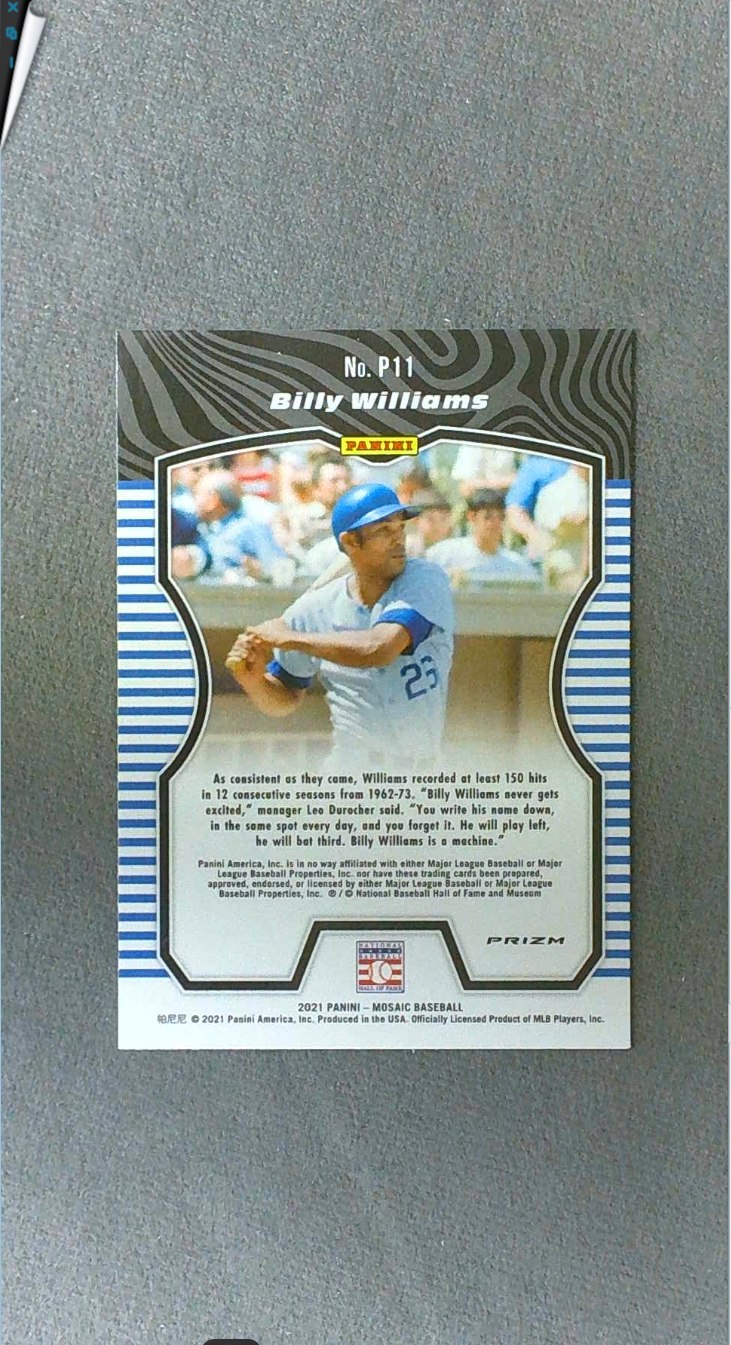 No. P11
Billy Williams
PANINI
26
As consistent as they came, Williams recorded at least 150 hits
in 12 consecutive seasons from 1962-73. “Billy Williams never gets
excited,” manager Leo Durocher said. “You write his name down,
in the same spot every day, and you forget it. He will play left,
he will bat third. Billy Williams is a machine.”
Panini America, Inc. is in no way affiliated with either Major League Baseball or Major
League Baseball Properties, Inc. nor have these trading cards been prepared,
approved, endorsed, or licensed by either Major League Baseball or Major League
Baseball Properties, Inc. ® / © National Baseball Hall of Fame and Museum
PRIZM
NATIONAL
BASEBALL
HALL OF FAME
2021 PANINI – MOSAIC BASEBALL
帕尼尼 © 2021 Panini America, Inc. Produced in the USA. Officially Licensed Product of MLB Players, Inc.